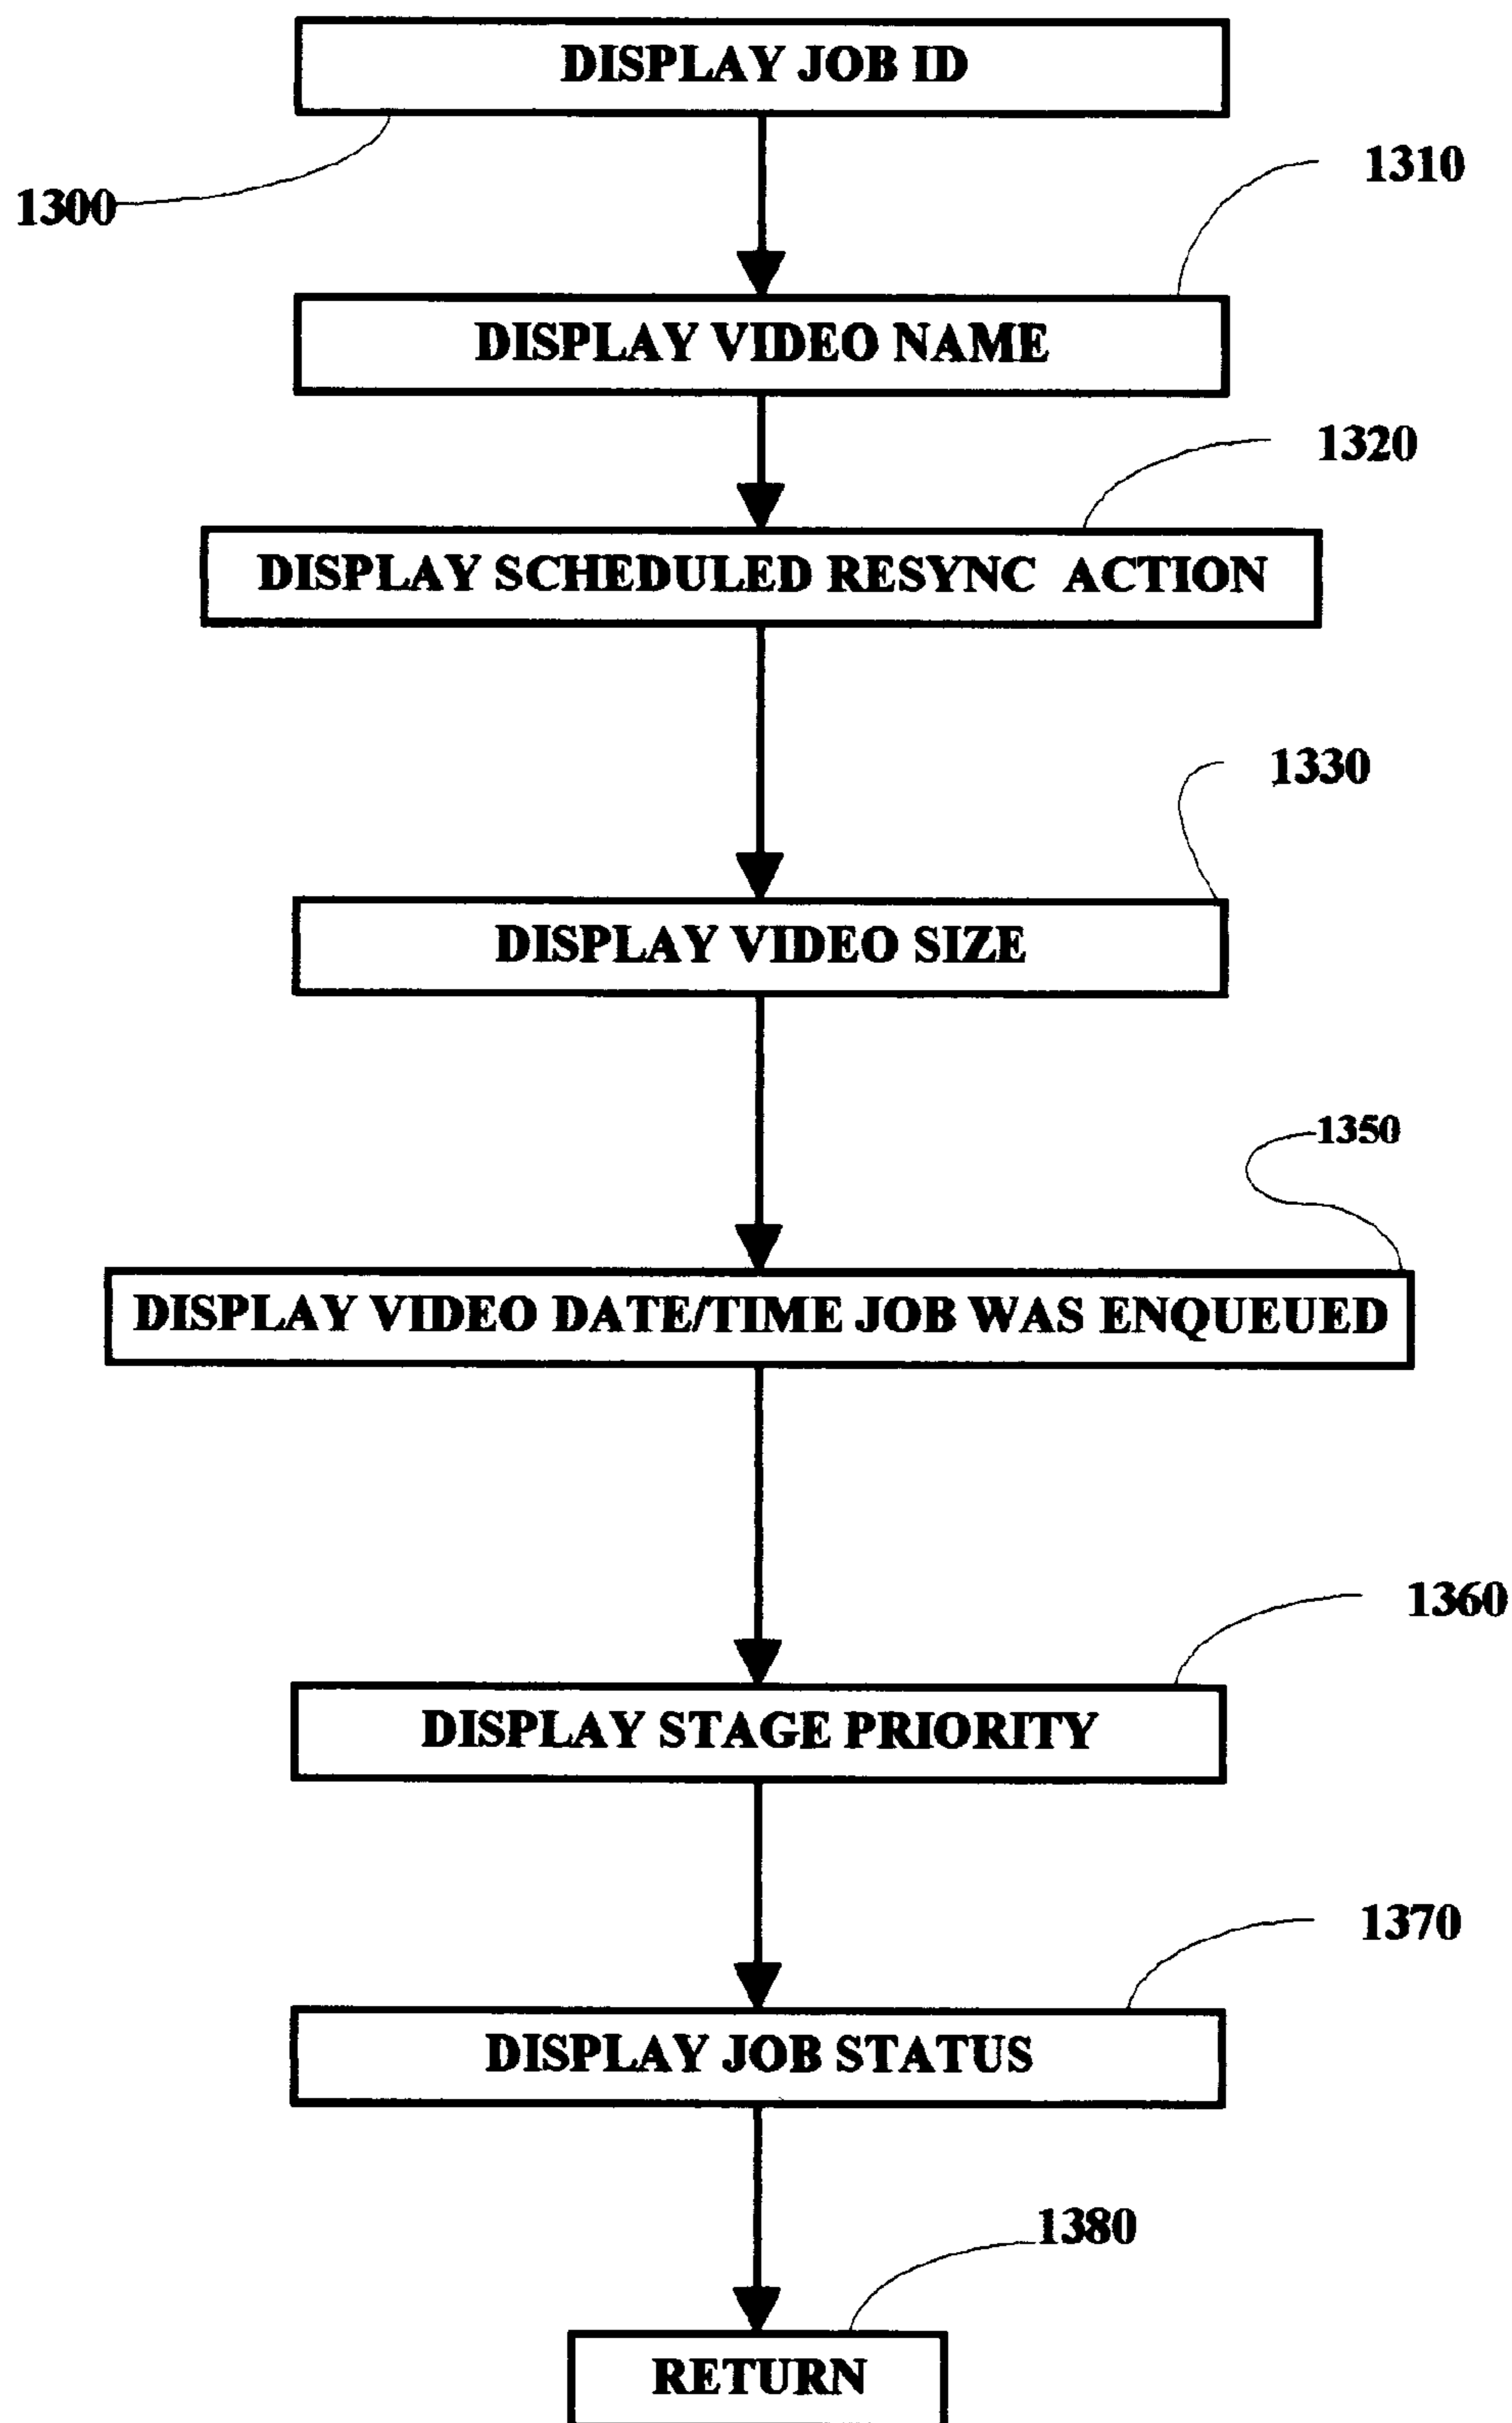 DISPLAY JOB ID
1300
1310
DISPLAY VIDEO NAME
1320
DISPLAY SCHEDULED RESYNC ACTION
1330
DISPLAY VIDEO SIZE
1350
DISPLAY VIDEO DATE/TIME JOB WAS ENQUEUED
1360
DISPLAY STAGE PRIORITY
1370
DISPLAY JOB STATUS
1380
RETURN